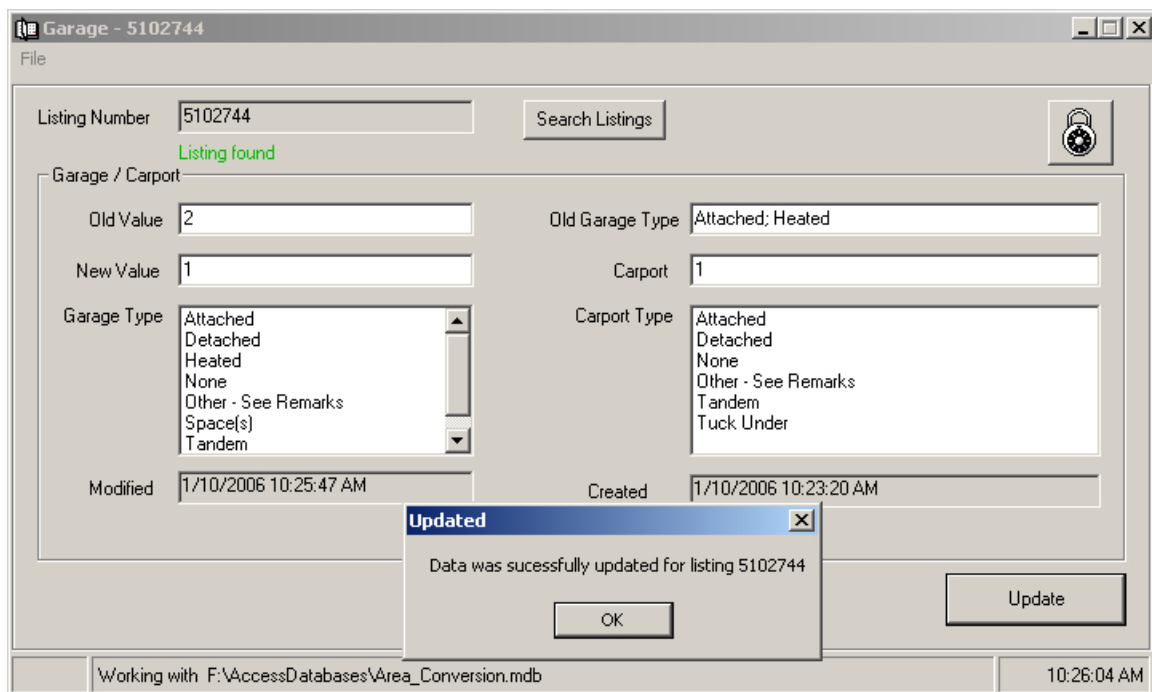 Garage - 5102744
File
Listing Number 5102744 Search Listings
Listing found
Garage / Carport
Old Value 2 Old Garage Type Attached; Heated
New Value 1 Carport 1
Garage Type Carport Type
Attached
Detached
Heated
None
Other - See Remarks
Space(s)
Tandem
Attached
Detached
None
Other - See Remarks
Tandem
Tuck Under
Modified 1/10/2006 10:25:47 AM Created 1/10/2006 10:23:20 AM
Updated
Data was sucessfully updated for listing 5102744
OK
Update
Working with F:\AccessDatabases\Area_Conversion.mdb 10:26:04 AM